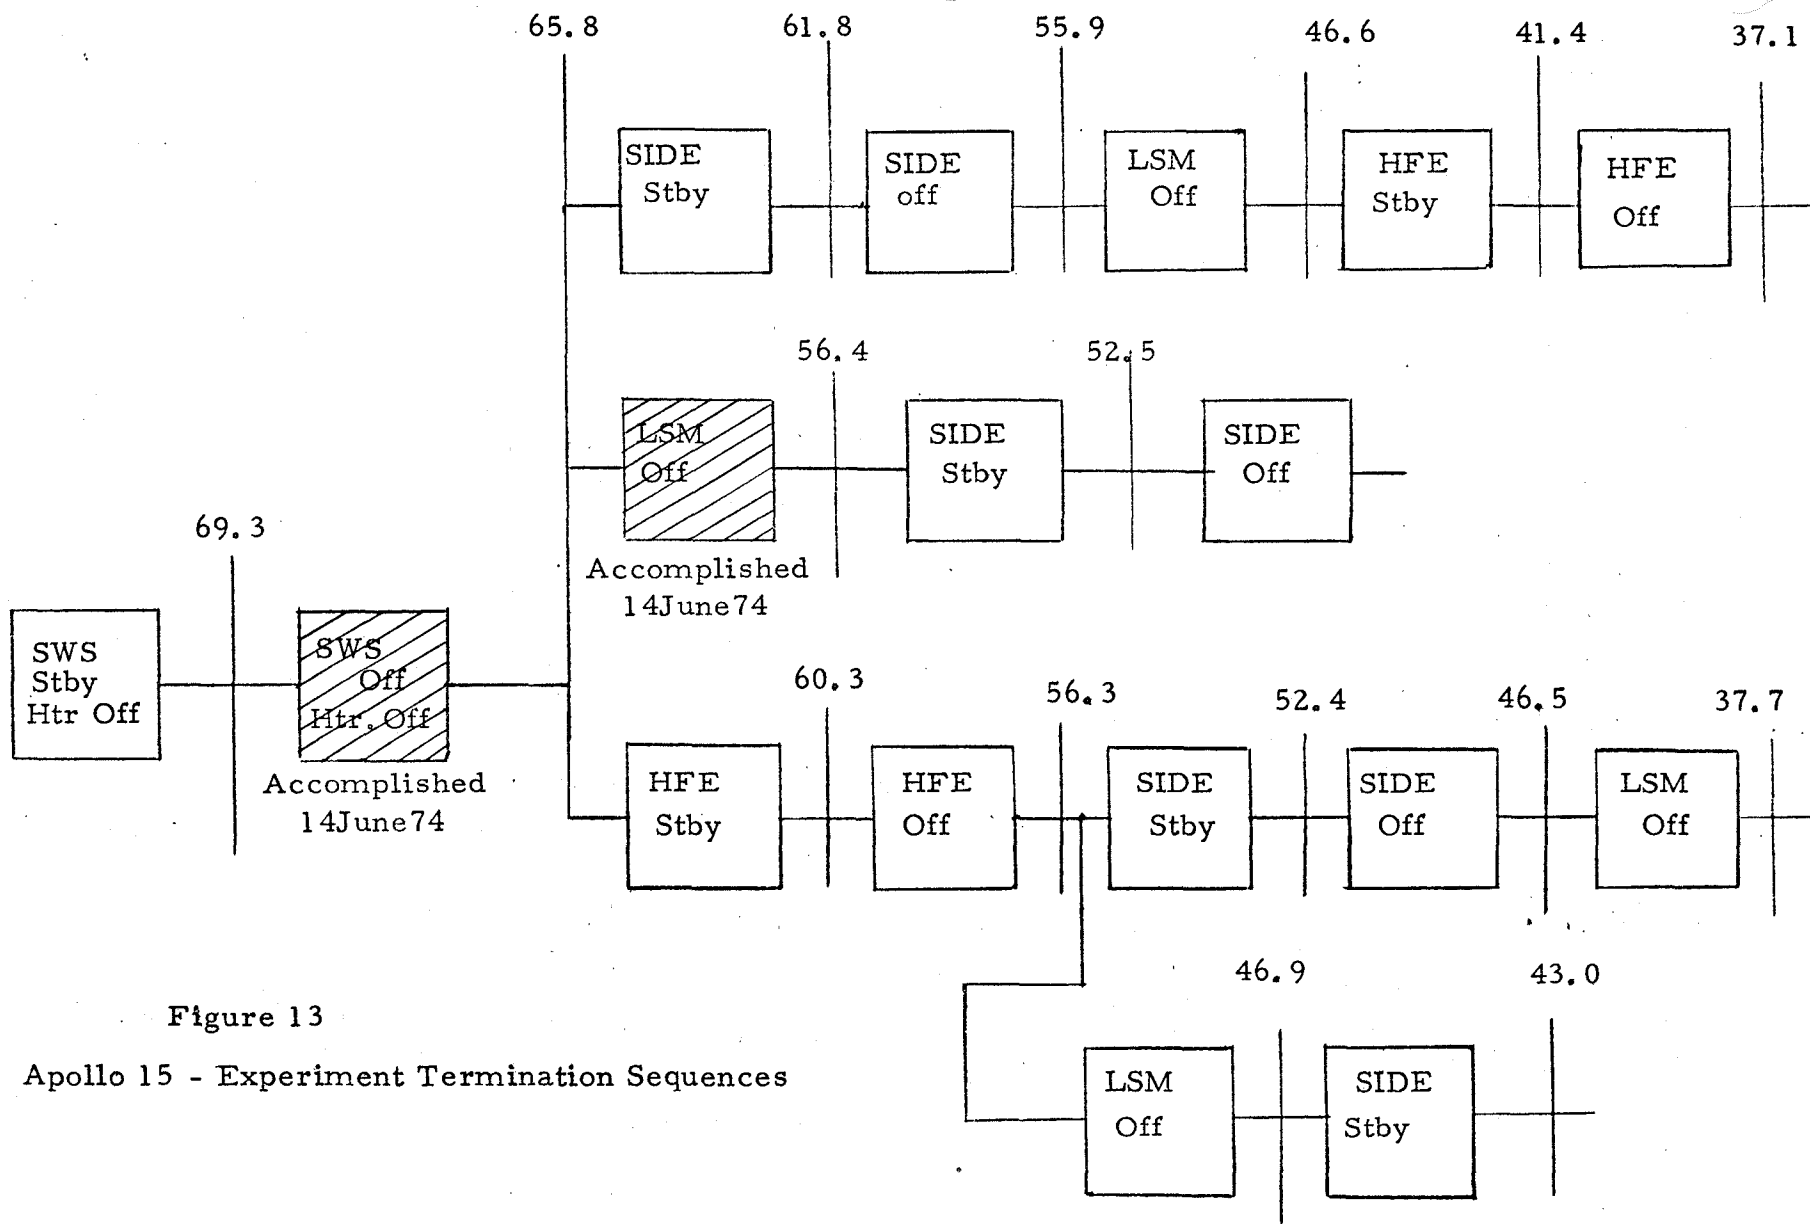 65.8
61.8
55.9
46.6
41.4
37.1
SIDE
Stby
SIDE
off
LSM
Off
HFE
Stby
HFE
Off
56.4
52.5
LSM
Off
SIDE
Stby
SIDE
Off
Accomplished
14June74
69.3
SWS
Stby
Htr Off
SWS
Off
Htr. Off
Accomplished
14June74
60.3
56.3
52.4
46.5
37.7
HFE
Stby
HFE
Off
SIDE
Stby
SIDE
Off
LSM
Off
46.9
43.0
LSM
Off
SIDE
Stby
Figure 13
Apollo 15 - Experiment Termination Sequences